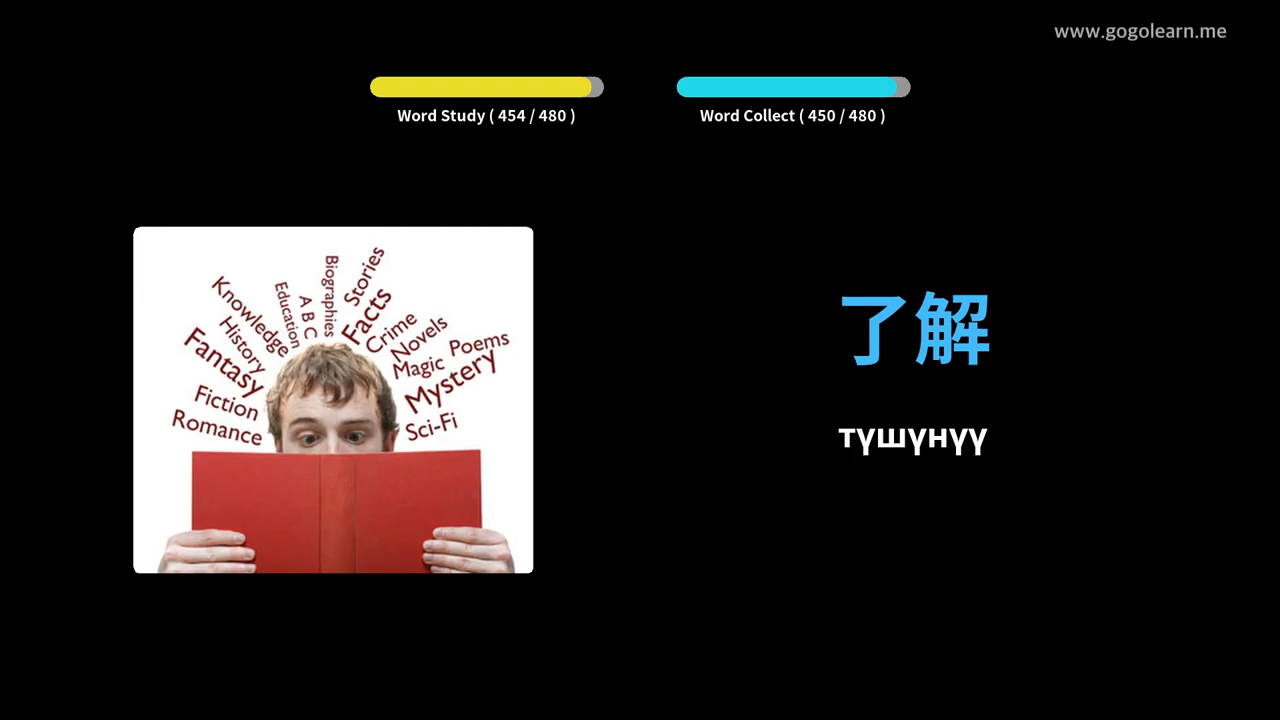 www.gogolearn.me
Word Study ( 454 / 480 )
Word Collect ( 450 / 480 )
Knowledge
History
Fantasy
Fiction
Romance
Education
A B C
Biographies
Stories
Facts
Crime
Novels
Magic
Poems
Mystery
Sci-Fi
了解
түшүнүү